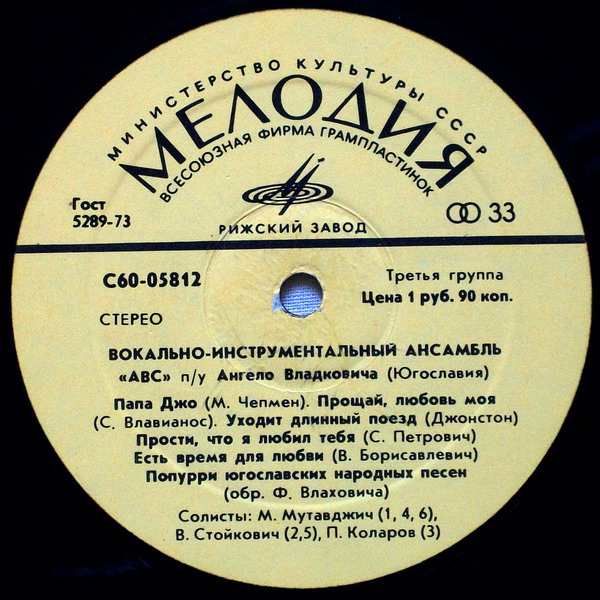 МИНИСТЕРСТВО КУЛЬТУРЫ СССР
МЕЛОДИЯ
ВСЕСОЮЗНАЯ ФИРМА ГРАМПЛАСТИНОК
Гост
5289-73
33
РИЖСКИЙ ЗАВОД
С60-05812
Третья группа
Цена 1 руб. 90 коп.
СТЕРЕО
ВОКАЛЬНО-ИНСТРУМЕНТАЛЬНЫЙ АНСАМБЛЬ
«АВС» п/у Ангело Владковича (Югославия)
Папа Джо (М. Чепмен). Прощай, любовь моя
(С. Влавианос). Уходит длинный поезд (Джонстон)
Прости, что я любил тебя (С. Петрович)
Есть время для любви (В. Борисавлевич)
Попурри югославских народных песен
(обр. Ф. Влаховича)
Солисты: М. Мутавджич (1, 4, 6),
В. Стойкович (2,5), П. Коларов (3)